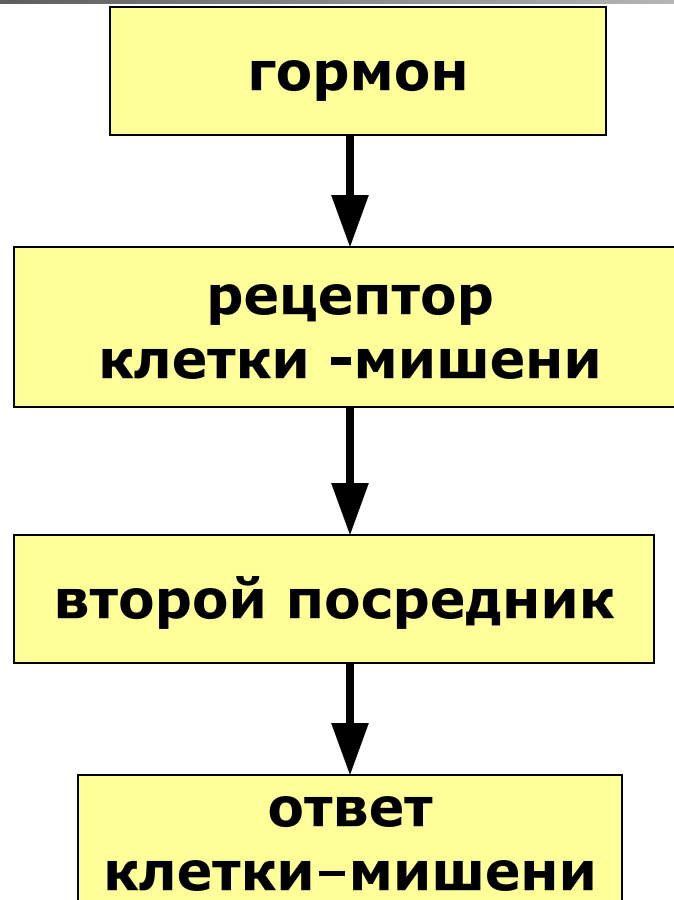 гормон
рецептор
клетки -мишени
второй посредник
ответ
клетки–мишени